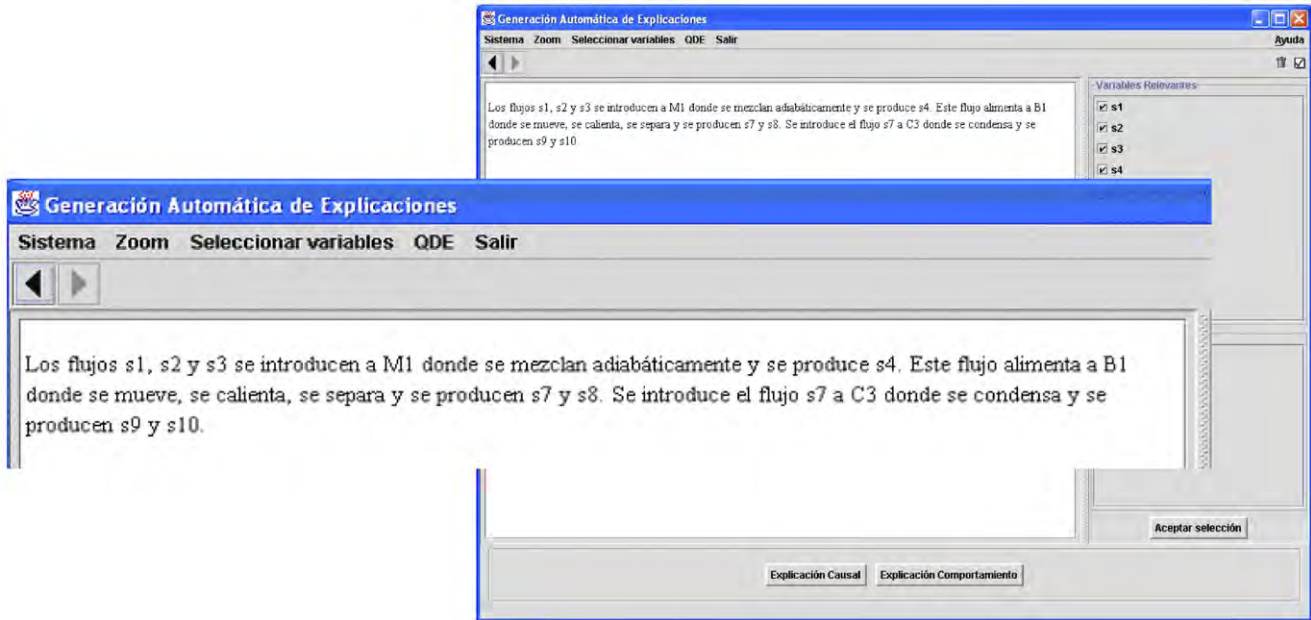 Generación Automática de Explicaciones
Sistema Zoom Seleccionar variables QDE Salir
Ayuda
Los flujos s1, s2 y s3 se introducen a M1 donde se mezclan adiabáticamente y se produce s4. Este flujo alimenta a B1
donde se mueve, se calienta, se separa y se producen s7 y s8. Se introduce el flujo s7 a C3 donde se condensa y se
producen s9 y s10
Variables Relevantes
s1
s2
s3
s4
Generación Automática de Explicaciones
Sistema Zoom Seleccionar variables QDE Salir
Los flujos s1, s2 y s3 se introducen a M1 donde se mezclan adiabáticamente y se produce s4. Este flujo alimenta a B1
donde se mueve, se calienta, se separa y se producen s7 y s8. Se introduce el flujo s7 a C3 donde se condensa y se
producen s9 y s10.
Aceptar selección
Explicación Causal Explicación Comportamiento